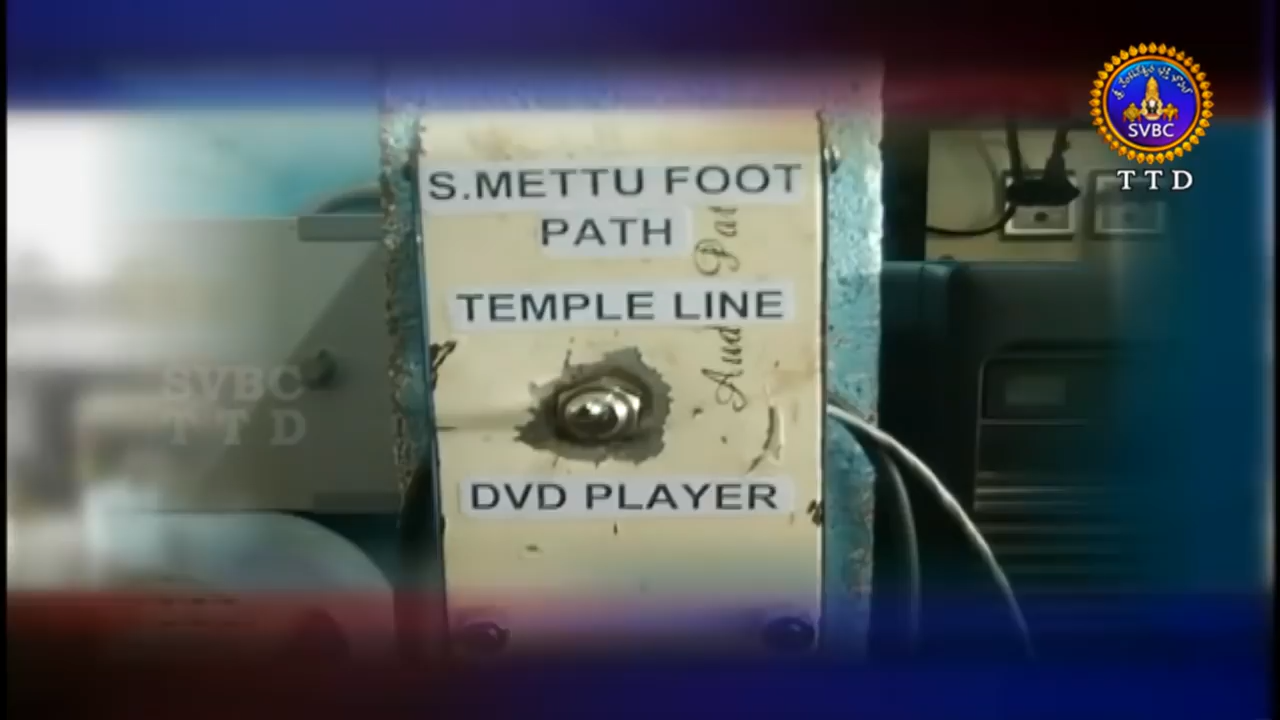 S.METTU FOOT
PATH
TEMPLE LINE
DVD PLAYER
SVBC
TTD
SVBC
TTD